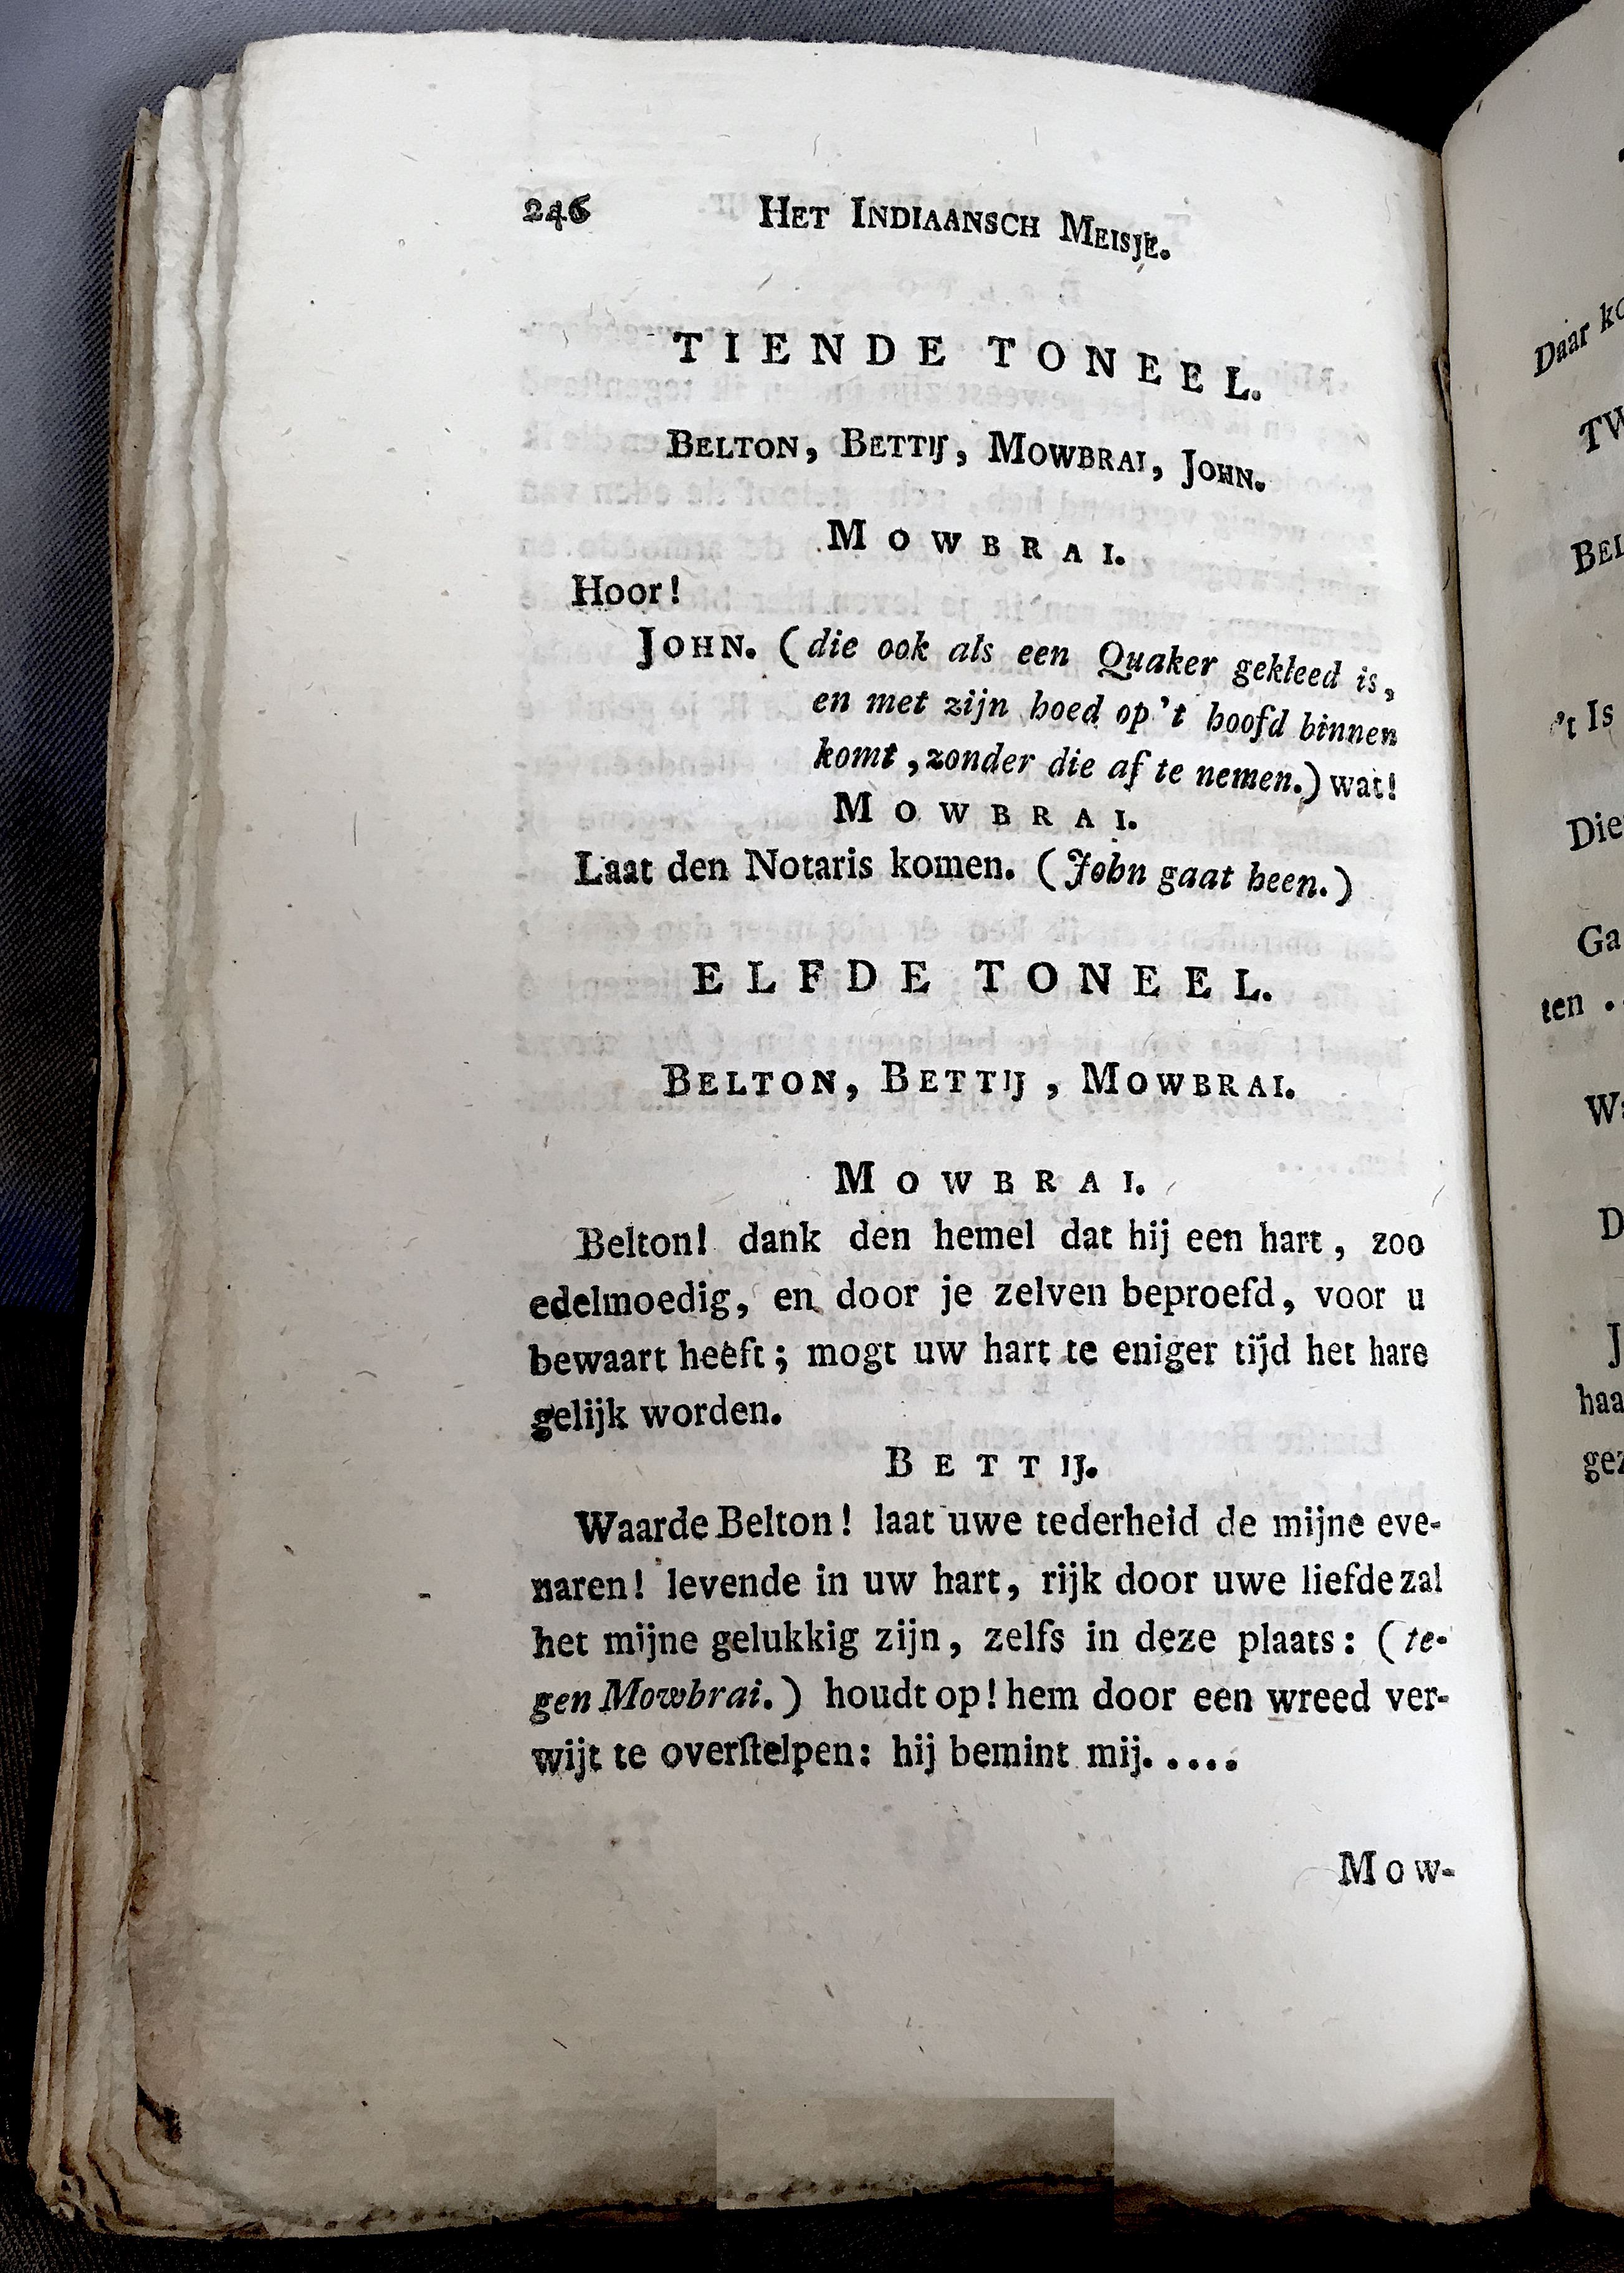 246 HET INDIAANSCH MEISJE.
TIENDE TONEEL.
BELTON, BETTIJ, MOWBRAI, JOHN.
MOWBRAI.
Hoor!
JOHN. (die ook als een Quaker gekleed is,
en met zijn hoed op 't hoofd binnen
komt, zonder die af te nemen.) wat!
MOWBRAI.
Laat den Notaris komen. (John gaat heen.)
ELFDE TONEEL.
BELTON, BETTIJ, MOWBRAI.
MOWBRAI.
Belton! dank den hemel dat hij een hart, zoo
edelmoedig, en door je zelven beproefd, voor u
bewaart heeft; mogt uw hart te eniger tijd het hare
gelijk worden.
BETTIJ.
Waarde Belton! laat uwe tederheid de mijne eve-
naren! levende in uw hart, rijk door uwe liefde zal
het mijne gelukkig zijn, zelfs in deze plaats: (te-
gen Mowbrai.) houdt op! hem door een wreed ver-
wijt te overſtelpen: hij bemint mij.....
Mow-
Daar
't Is
ten